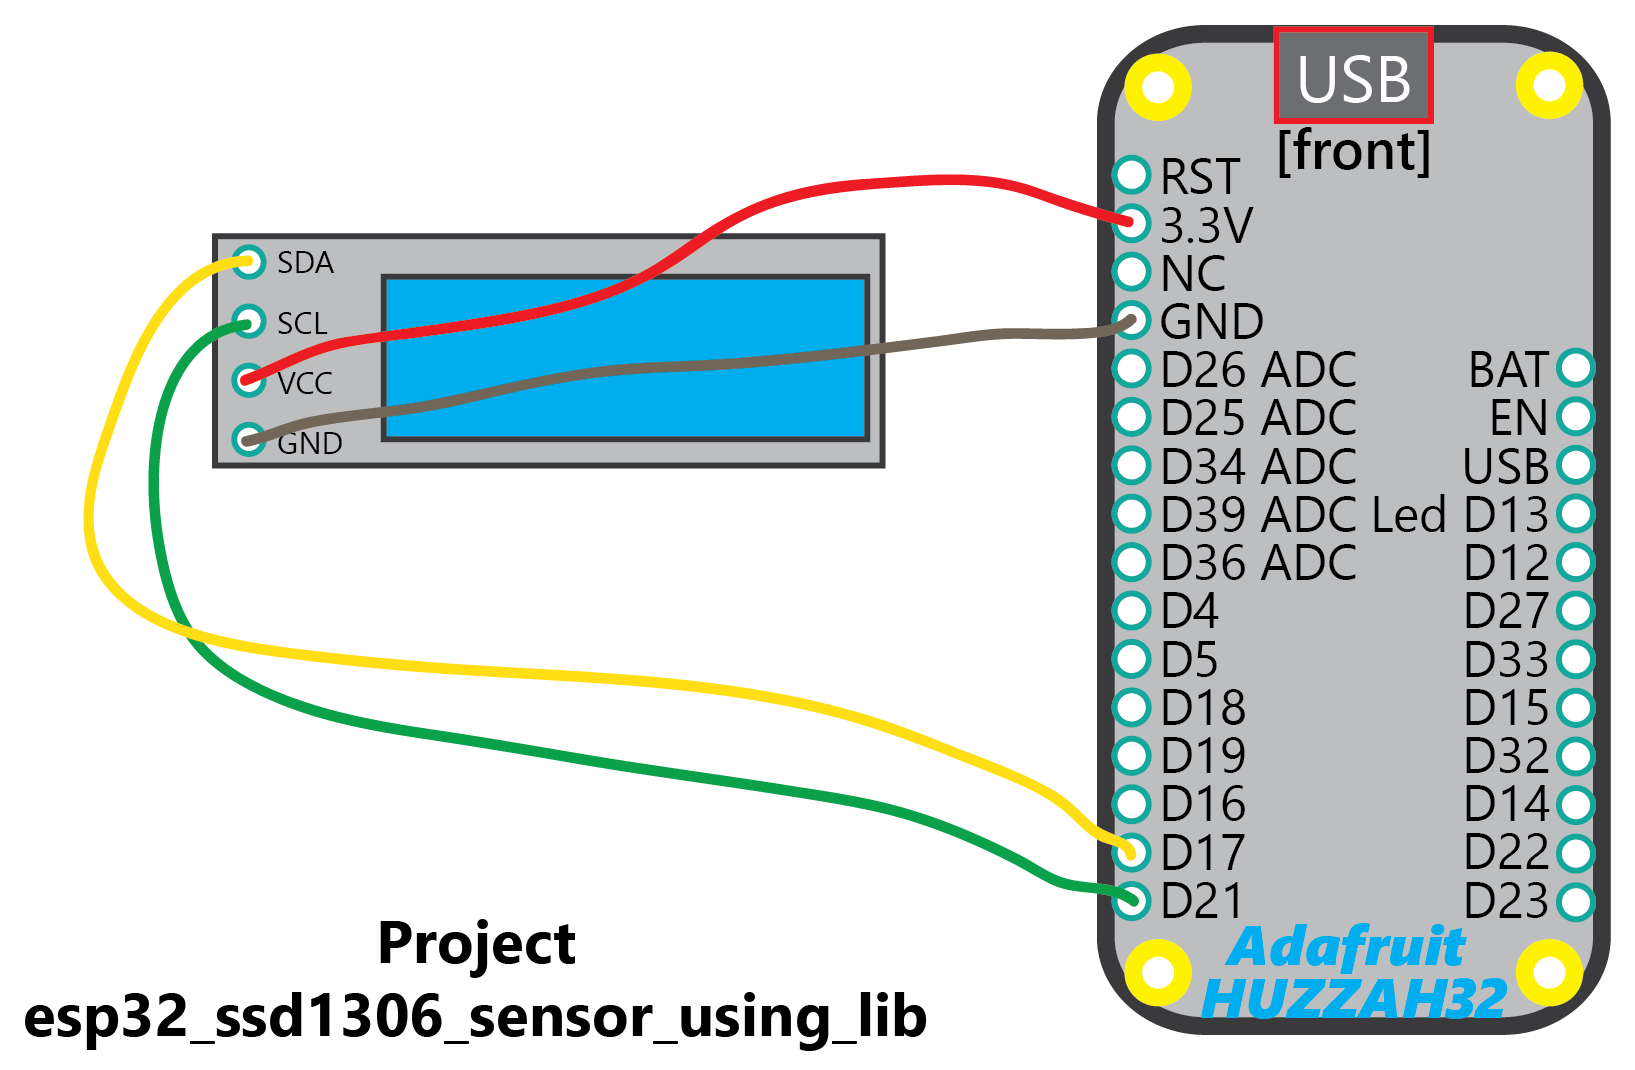 USB
[front]
RST
3.3V
NC
GND
D26 ADC BAT
D25 ADC EN
D34 ADC USB
D39 ADC Led D13
D36 ADC D12
D4 D27
D5 D33
D18 D15
D19 D32
D16 D14
D17 D22
D21 D23
Adafruit
HUZZAH32
SDA
SCL
VCC
GND
Project
esp32_ssd1306_sensor_using_lib